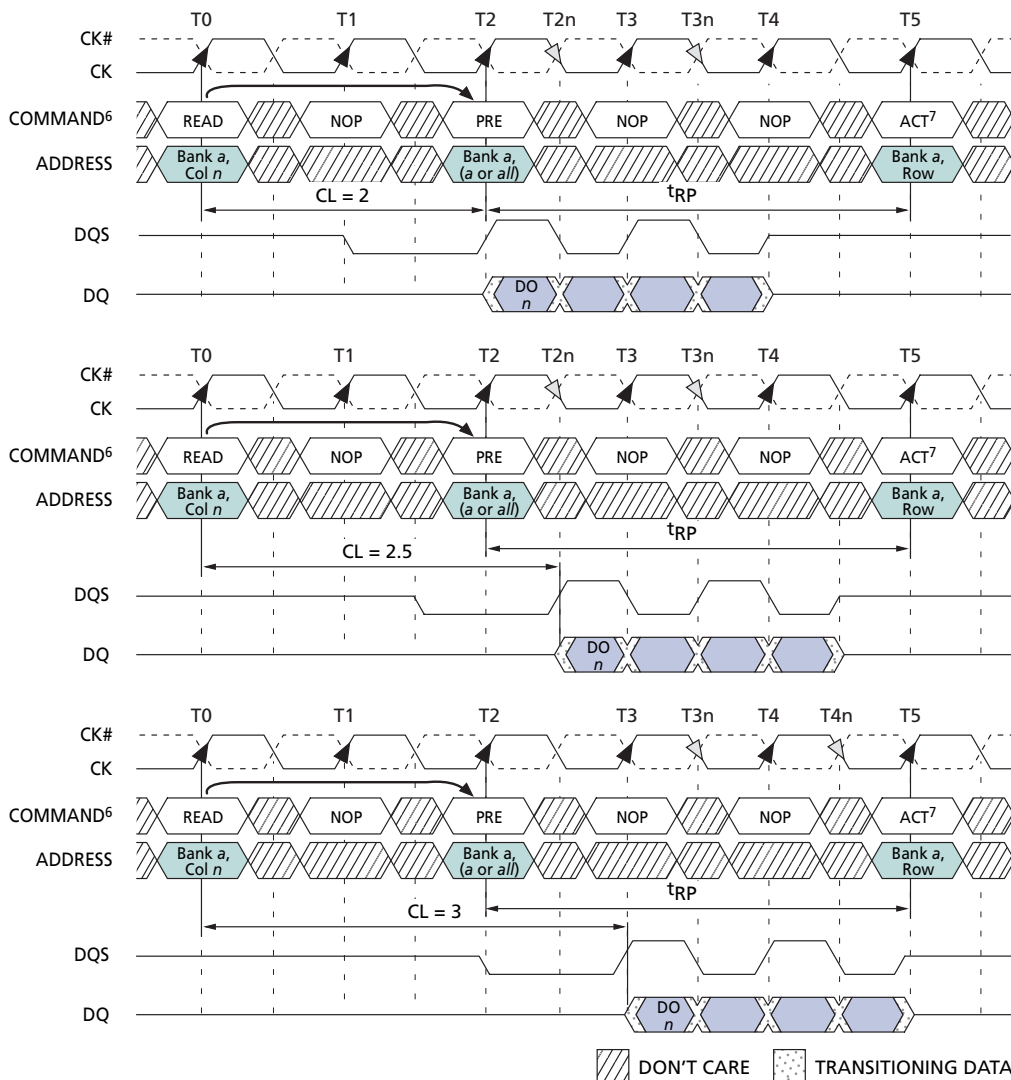 T0 T1 T2 T2n T3 T3n T4 T5
CK#
CK
COMMAND⁶ READ NOP PRE NOP NOP ACT⁷
ADDRESS Bank a, Col n Bank a, (a or all) Bank a, Row
CL = 2 tRP
DQS
DQ DO n
T0 T1 T2 T2n T3 T3n T4 T5
CK#
CK
COMMAND⁶ READ NOP PRE NOP NOP ACT⁷
ADDRESS Bank a, Col n Bank a, (a or all) Bank a, Row
CL = 2.5 tRP
DQS
DQ DO n
T0 T1 T2 T3 T3n T4 T4n T5
CK#
CK
COMMAND⁶ READ NOP PRE NOP NOP ACT⁷
ADDRESS Bank a, Col n Bank a, (a or all) Bank a, Row
CL = 3 tRP
DQS
DQ DO n
DON'T CARE TRANSITIONING DATA